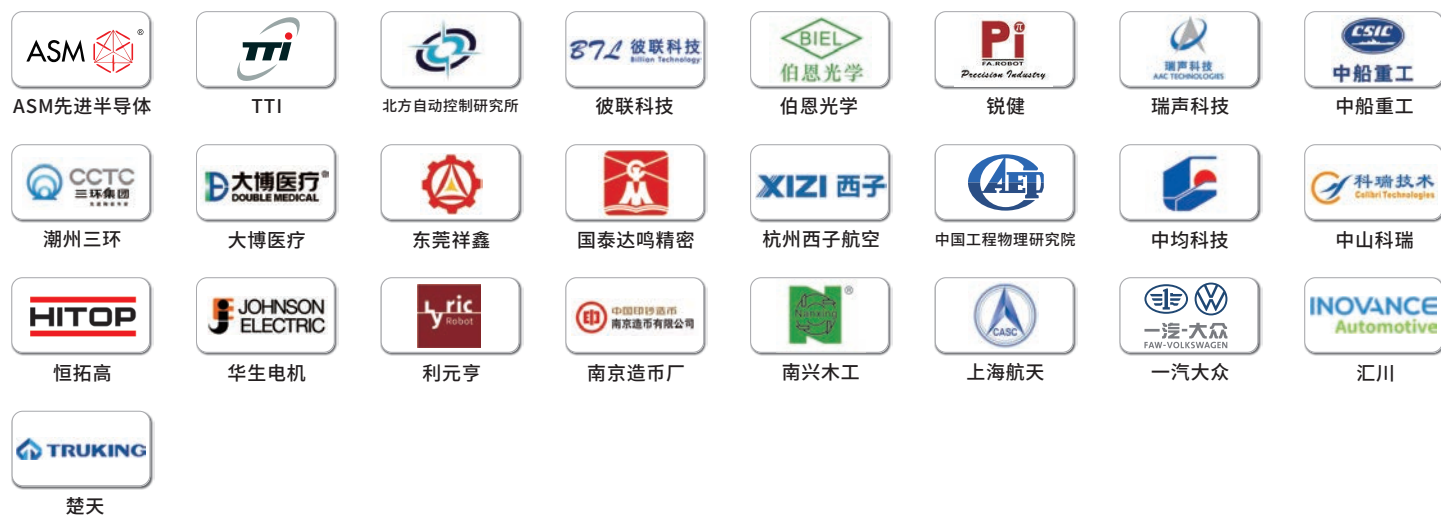 ASM ®
TTi
BTL 彼联科技
Billion Technology
BIEL
伯恩光学
Pi π
FA.ROBOT
Precision Industry
瑞声科技
AAC TECHNOLOGIES
CSIC
中船重工
ASM先进半导体
TTI
北方自动控制研究所
彼联科技
伯恩光学
锐健
瑞声科技
中船重工
CCTC
三环集团
大博医疗
DOUBLE MEDICAL
XIZI 西子
CAEP
科瑞技术
Colibri Technologies
潮州三环
大博医疗
东莞祥鑫
国泰达鸣精密
杭州西子航空
中国工程物理研究院
中均科技
中山科瑞
HITOP
JOHNSON
ELECTRIC
Lyric
Robot
印
中国印钞造币
南京造币有限公司
Nanxing ®
CASC
一汽-大众
FAW-VOLKSWAGEN
INOVANCE
Automotive
恒拓高
华生电机
利元亨
南京造币厂
南兴木工
上海航天
一汽大众
汇川
TRUKING
楚天